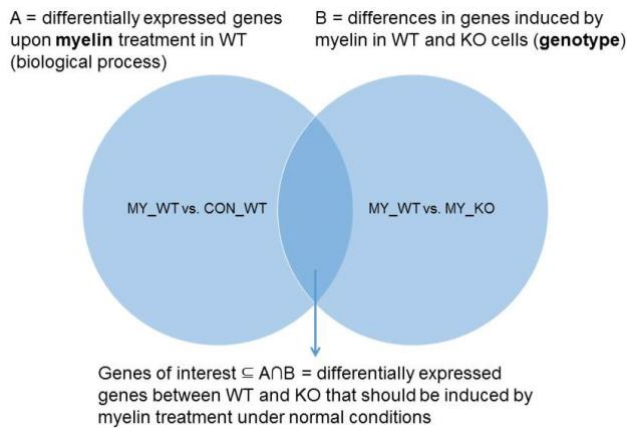 A = differentially expressed genes
upon myelin treatment in WT
(biological process)
B = differences in genes induced by
myelin in WT and KO cells (genotype)
MY_WT vs. CON_WT
MY_WT vs. MY_KO
Genes of interest ⊆ A∩B = differentially expressed
genes between WT and KO that should be induced by
myelin treatment under normal conditions